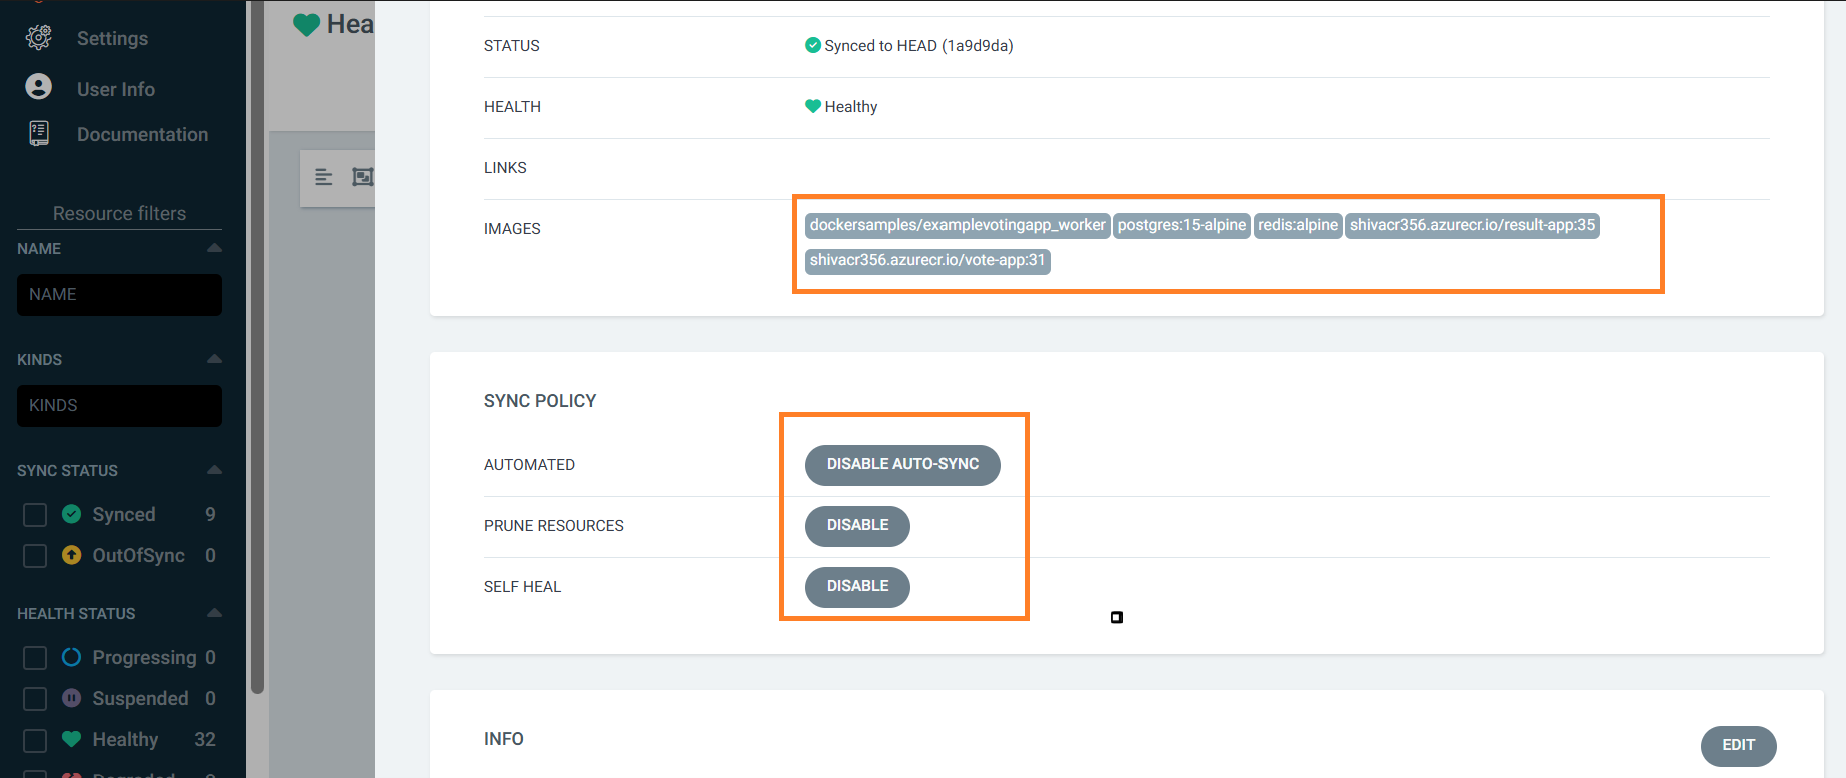 Settings
User Info
Documentation
Resource filters
NAME
NAME
KINDS
KINDS
SYNC STATUS
Synced 9
OutOfSync 0
HEALTH STATUS
Progressing 0
Suspended 0
Healthy 32
Hea
STATUS
Synced to HEAD (1a9d9da)
HEALTH
Healthy
LINKS
IMAGES
dockersamples/examplevotingapp_worker postgres:15-alpine redis:alpine shivacr356.azurecr.io/result-app:35
shivacr356.azurecr.io/vote-app:31
SYNC POLICY
AUTOMATED
DISABLE AUTO-SYNC
PRUNE RESOURCES
DISABLE
SELF HEAL
DISABLE
INFO
EDIT